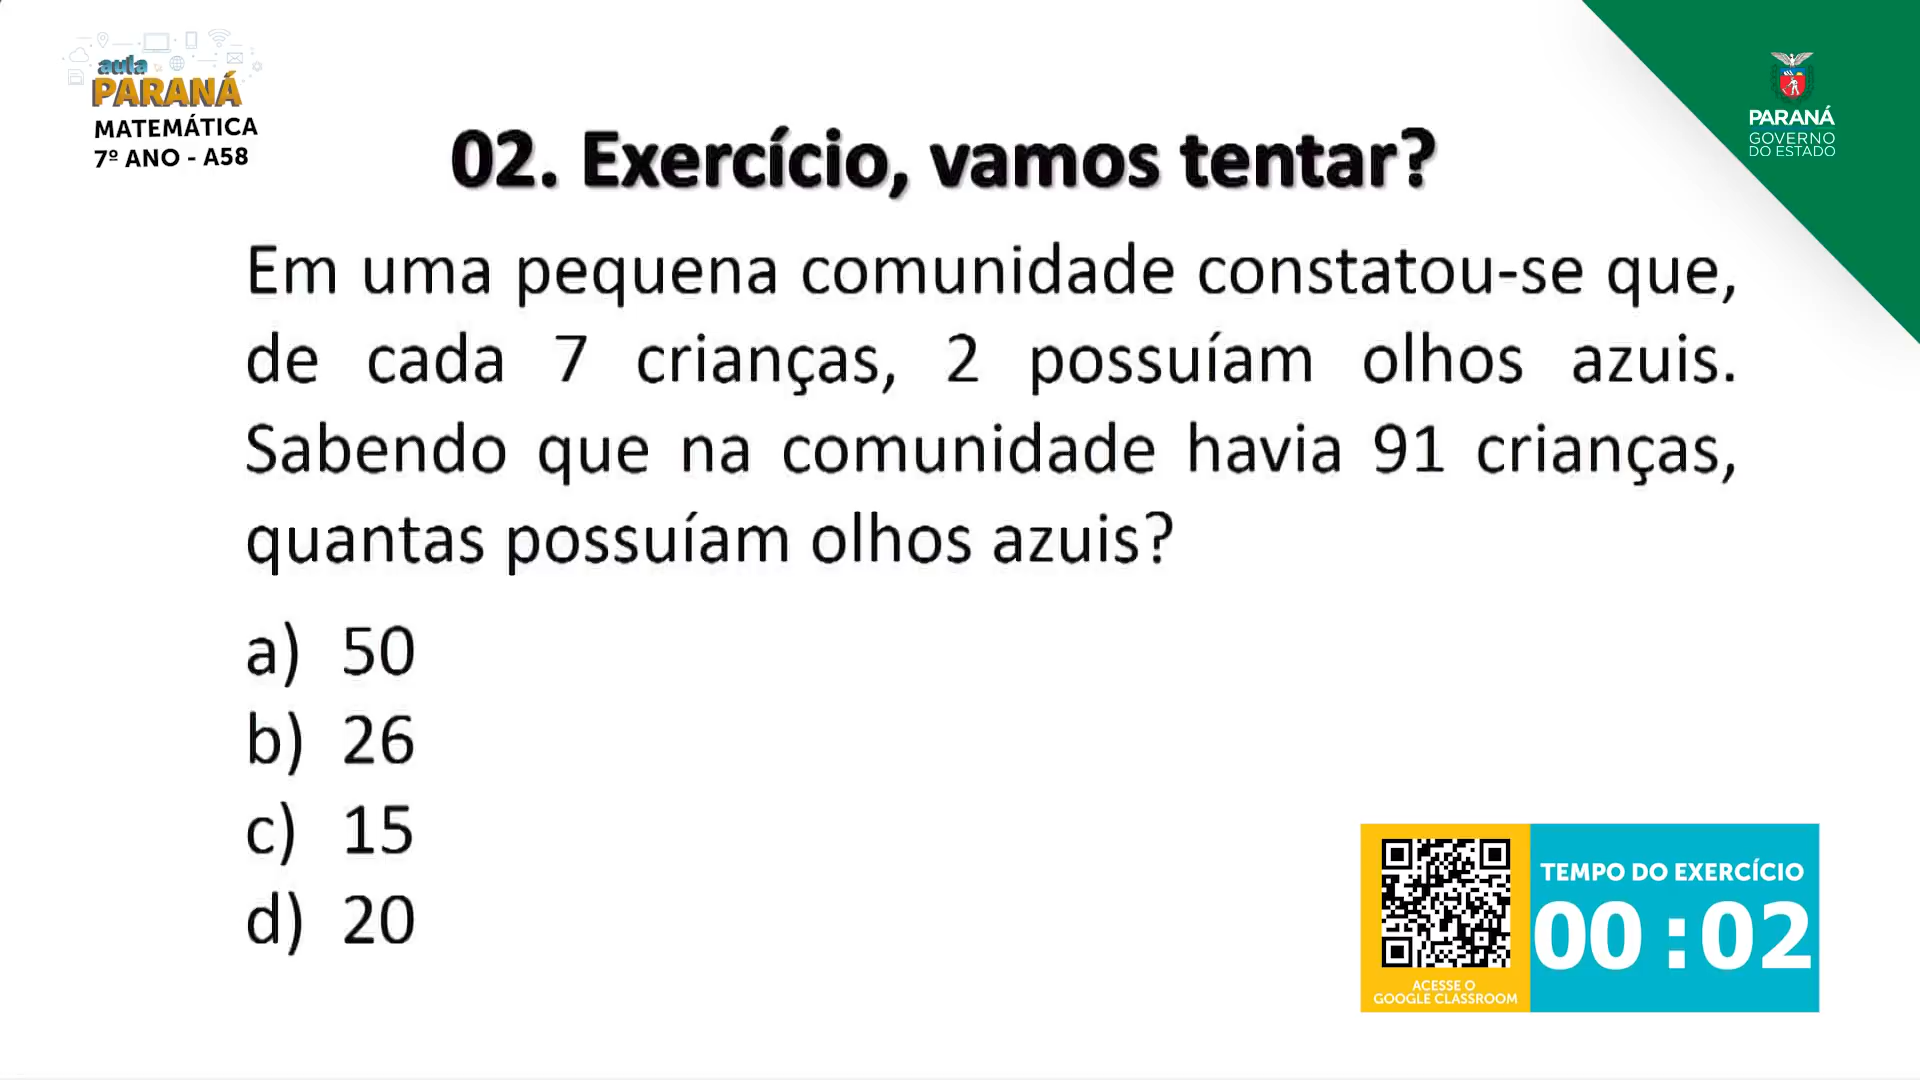 aula
PARANÁ
MATEMÁTICA
7º ANO - A58
PARANÁ
GOVERNO
DO ESTADO
02. Exercício, vamos tentar?
Em uma pequena comunidade constatou-se que,
de cada 7 crianças, 2 possuíam olhos azuis.
Sabendo que na comunidade havia 91 crianças,
quantas possuíam olhos azuis?
a) 50
b) 26
c) 15
d) 20
TEMPO DO EXERCÍCIO
00:02
ACESSE O
GOOGLE CLASSROOM